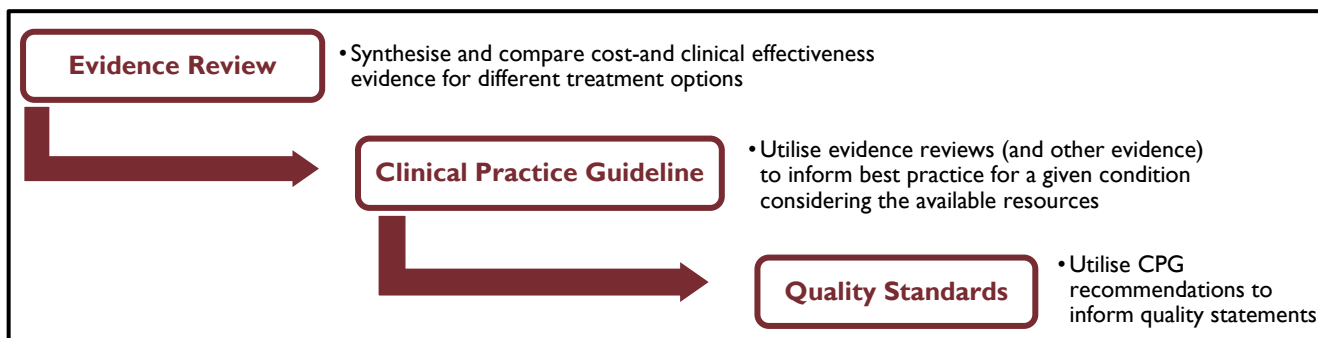 Evidence Review
•Synthesise and compare cost-and clinical effectiveness
evidence for different treatment options
Clinical Practice Guideline
•Utilise evidence reviews (and other evidence)
to inform best practice for a given condition
considering the available resources
Quality Standards
•Utilise CPG
recommendations to
inform quality statements